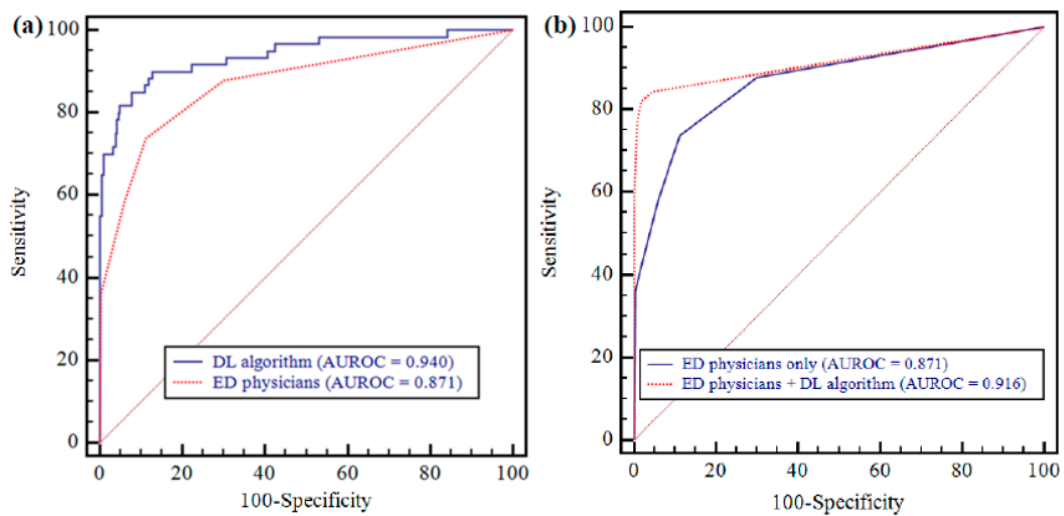 (a)
100
80
60
40
20
0
Sensitivity
DL algorithm (AUROC = 0.940)
ED physicians (AUROC = 0.871)
0 20 40 60 80 100
100-Specificity
(b)
100
80
60
40
20
0
Sensitivity
ED physicians only (AUROC = 0.871)
ED physicians + DL algorithm (AUROC = 0.916)
0 20 40 60 80 100
100-Specificity